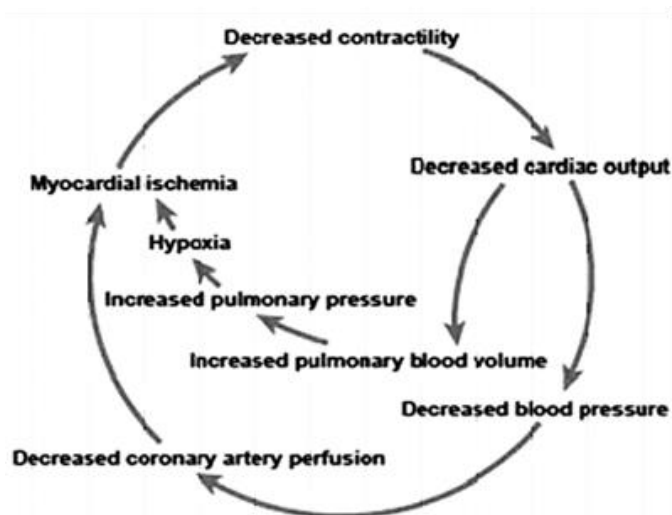 Decreased contractility
Decreased cardiac output
Myocardial ischemia
Hypoxia
Increased pulmonary pressure
Increased pulmonary blood volume
Decreased blood pressure
Decreased coronary artery perfusion